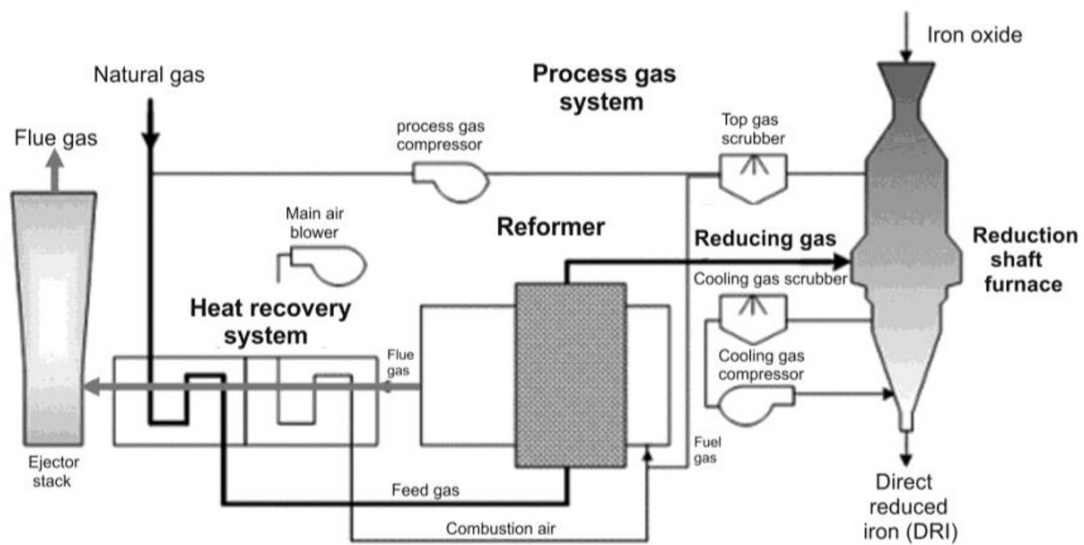 Iron oxide
Natural gas
Process gas
system
process gas
compressor
Top gas
scrubber
Flue gas
Main air
blower
Reformer
Reducing gas
Reduction
shaft
furnace
Cooling gas scrubber
Heat recovery
system
Flue
gas
Cooling gas
compressor
Fuel
gas
Ejector
stack
Feed gas
Combustion air
Direct
reduced
iron (DRI)